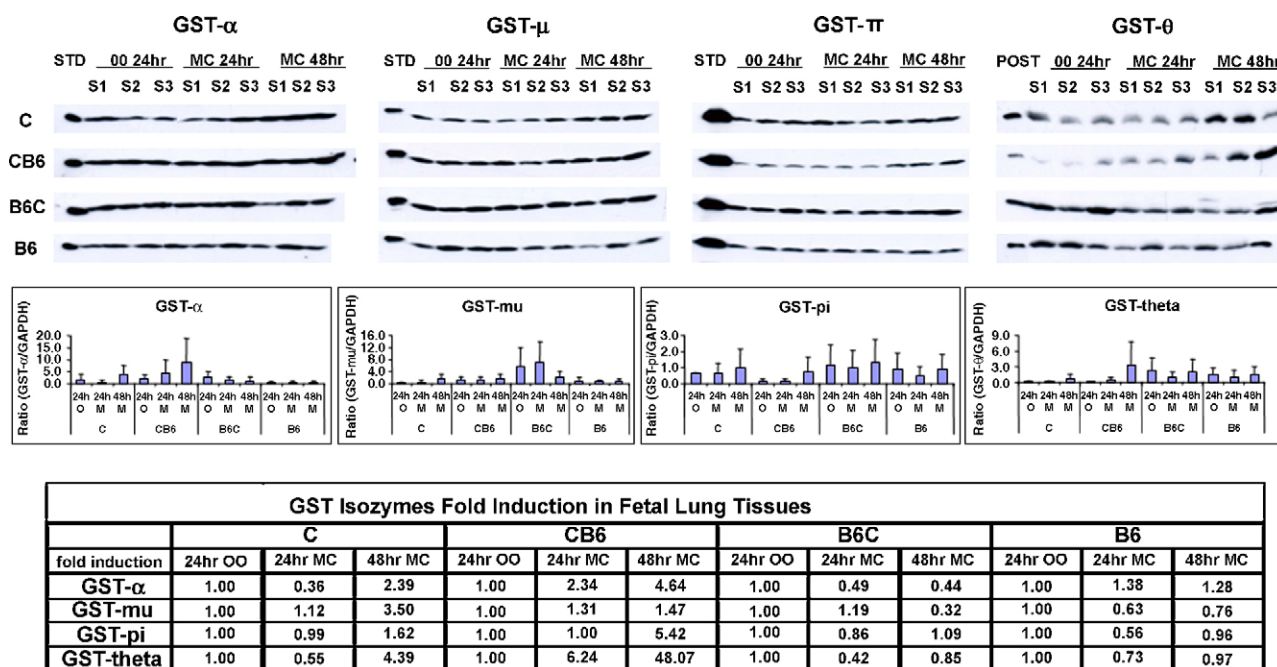 GST-α GST-μ GST-π GST-θ
STD 00 24hr MC 24hr MC 48hr STD 00 24hr MC 24hr MC 48hr STD 00 24hr MC 24hr MC 48hr POST 00 24hr MC 24hr MC 48hr
S1 S2 S3 S1 S2 S3 S1 S2 S3 S1 S2 S3 S1 S2 S3 S1 S2 S3 S1 S2 S3 S1 S2 S3 S1 S2 S3 S1 S2 S3 S1 S2 S3 S1 S2 S3
C
CB6
B6C
B6
GST-α
Ratio (GST-α/GAPDH)
20.0
15.0
10.0
5.0
0.0
24h 24h 48h 24h 24h 48h 24h 24h 48h 24h 24h 48h
O M M O M M O M M O M M
C CB6 B6C B6
GST-mu
Ratio (GST-mu/GAPDH)
16.0
12.0
8.0
4.0
0.0
24h 24h 48h 24h 24h 48h 24h 24h 48h 24h 24h 48h
O M M O M M O M M O M M
C CB6 B6C B6
GST-pi
Ratio (GST-pi/GAPDH)
3.0
2.0
1.0
0.0
24h 24h 48h 24h 24h 48h 24h 24h 48h 24h 24h 48h
O M M O M M O M M O M M
C CB6 B6C B6
GST-theta
Ratio (GST-θ/GAPDH)
9.0
6.0
3.0
0.0
24h 24h 48h 24h 24h 48h 24h 24h 48h 24h 24h 48h
O M M O M M O M M O M M
C CB6 B6C B6
GST Isozymes Fold Induction in Fetal Lung Tissues
C CB6 B6C B6
fold induction 24hr OO 24hr MC 48hr MC 24hr OO 24hr MC 48hr MC 24hr OO 24hr MC 48hr MC 24hr OO 24hr MC 48hr MC
GST-α 1.00 0.36 2.39 1.00 2.34 4.64 1.00 0.49 0.44 1.00 1.38 1.28
GST-mu 1.00 1.12 3.50 1.00 1.31 1.47 1.00 1.19 0.32 1.00 0.63 0.76
GST-pi 1.00 0.99 1.62 1.00 1.00 5.42 1.00 0.86 1.09 1.00 0.56 0.96
GST-theta 1.00 0.55 4.39 1.00 6.24 48.07 1.00 0.42 0.85 1.00 0.73 0.97